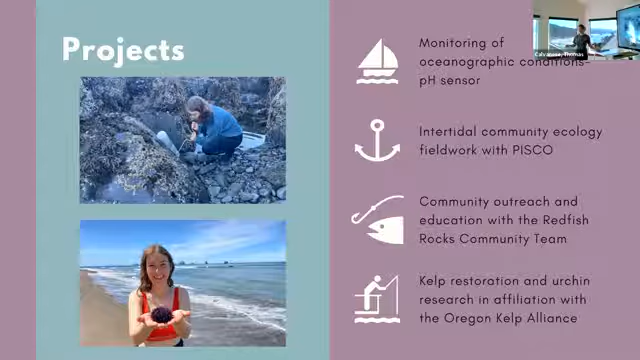 Projects
Monitoring of
oceanographic conditions-
pH sensor
Intertidal community ecology
fieldwork with PISCO
Community outreach and
education with the Redfish
Rocks Community Team
Kelp restoration and urchin
research in affiliation with
the Oregon Kelp Alliance